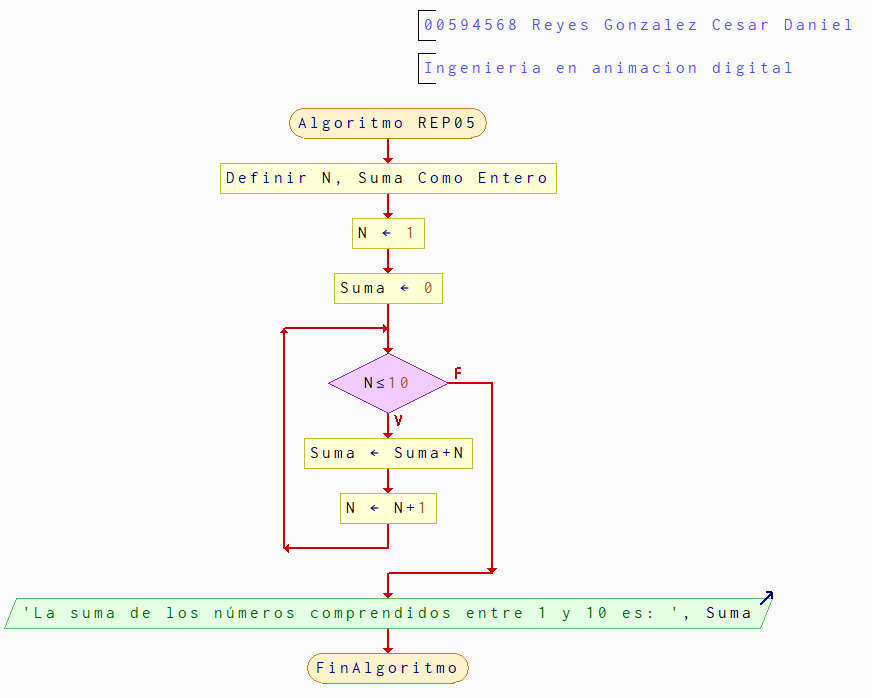 00594568 Reyes Gonzalez Cesar Daniel
Ingenieria en animacion digital
Algoritmo REP05
Definir N, Suma Como Entero
N ← 1
Suma ← 0
N≤10
F
V
Suma ← Suma+N
N ← N+1
'La suma de los números comprendidos entre 1 y 10 es: ', Suma
FinAlgoritmo